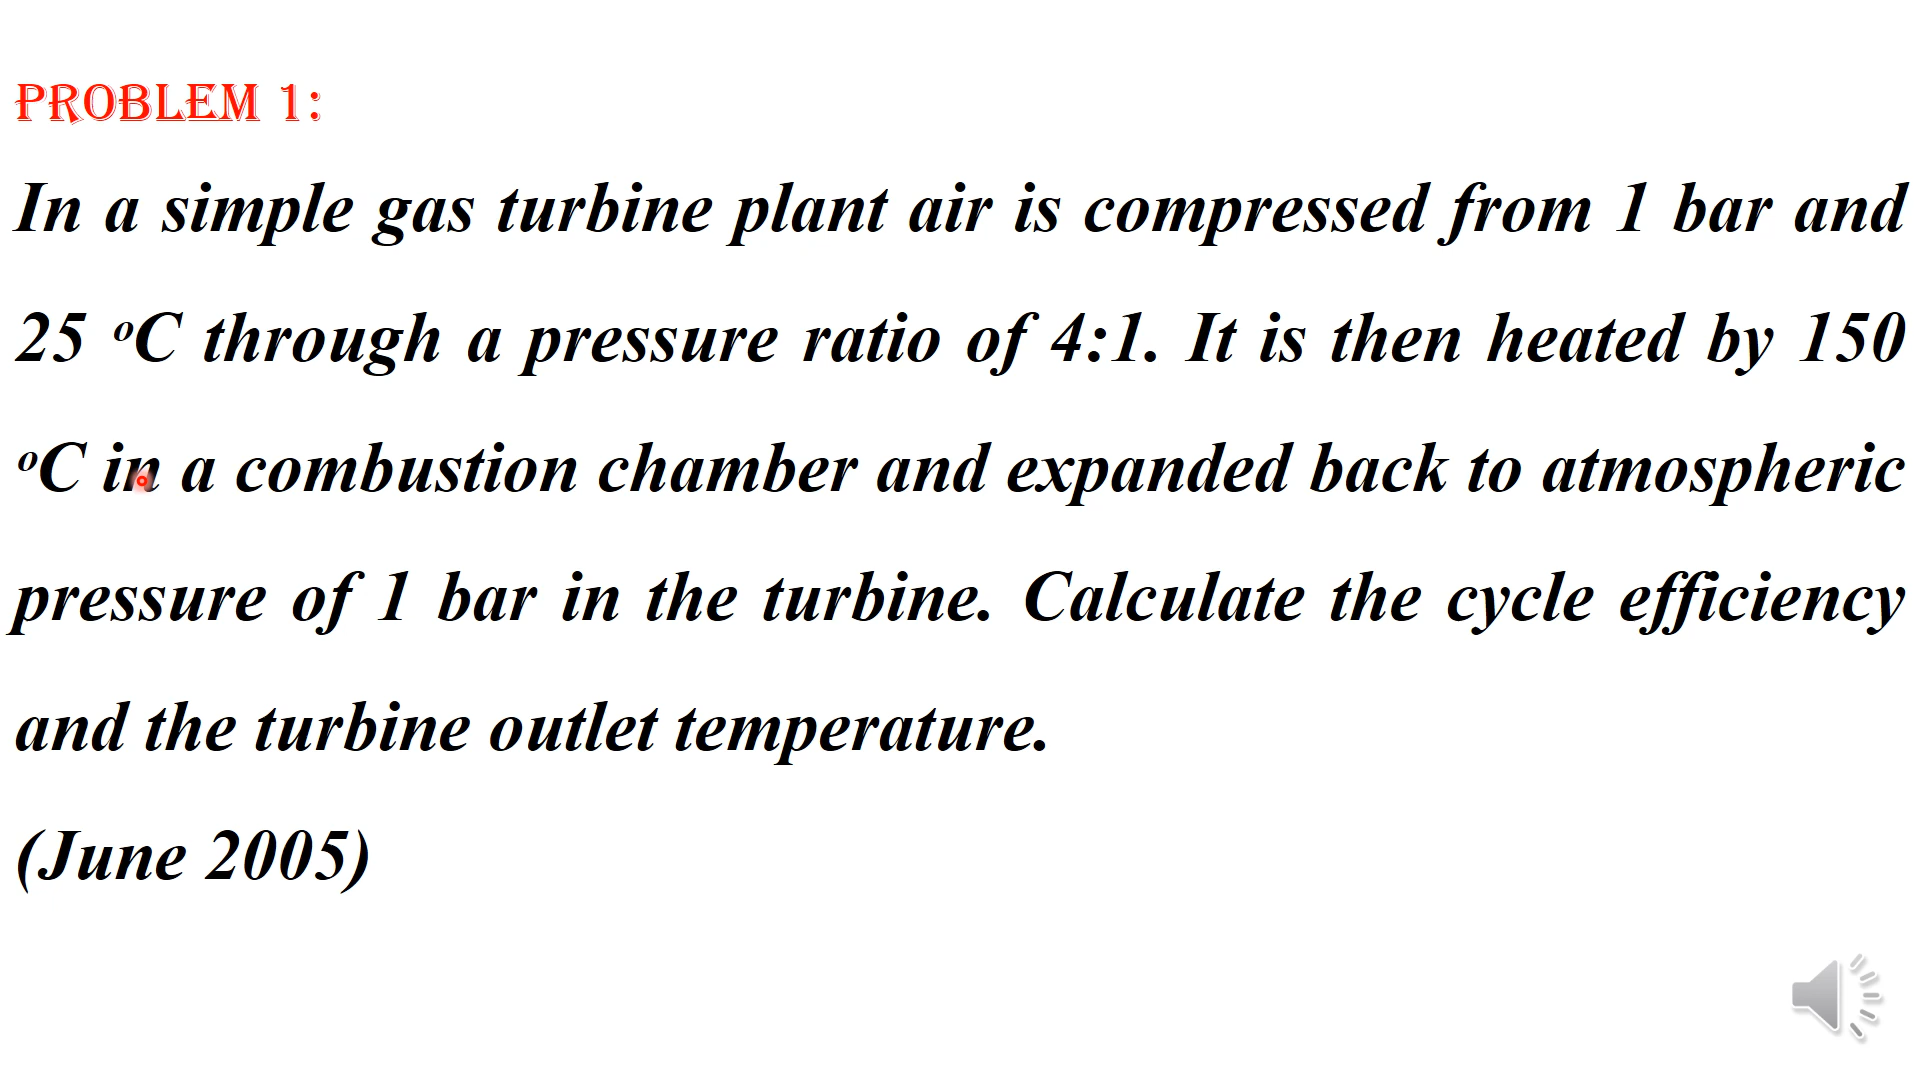 PROBLEM 1:
In a simple gas turbine plant air is compressed from 1 bar and
25 ºC through a pressure ratio of 4:1. It is then heated by 150
ºC in a combustion chamber and expanded back to atmospheric
pressure of 1 bar in the turbine. Calculate the cycle efficiency
and the turbine outlet temperature.
(June 2005)